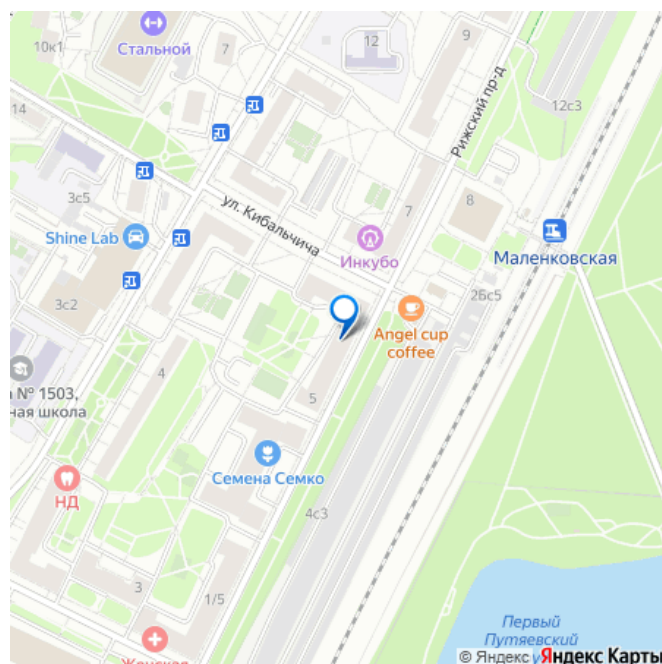 9
10к1
Стальной
7
12
Рижский пр-д
12с3
14
3с5
ул. Кибальчича
7
8
Shine Lab
Инкубо
Маленковская
3с2
2Бс5
Angel cup
coffee
4
№ 1503,
ная школа
5
Семена Семко
НД
4с3
3
1/5
Первый
Путяевский
Женская
© Яндекс Яндекс Карты